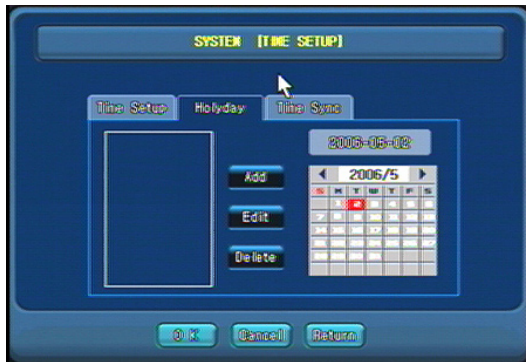 SYSTEM [TIME SETUP]
Time Setup Holyday Time Sync
2006-05-02
Add
2006/5
S M T W T F S
Edit
2
Delete
OK Cancel Return